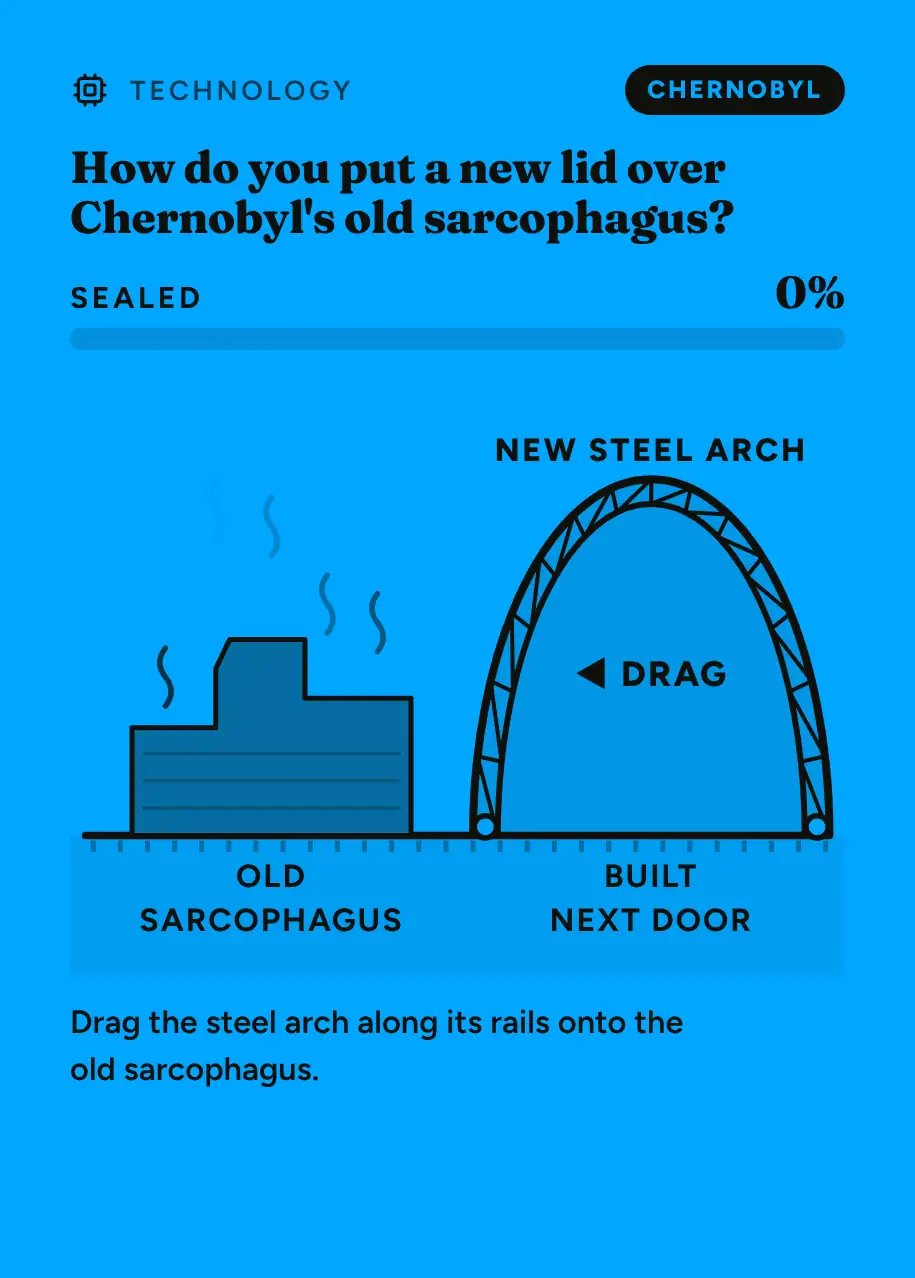 TECHNOLOGY
CHERNOBYL
How do you put a new lid over
Chernobyl's old sarcophagus?
SEALED
0%
NEW STEEL ARCH
DRAG
OLD
SARCOPHAGUS
BUILT
NEXT DOOR
Drag the steel arch along its rails onto the
old sarcophagus.